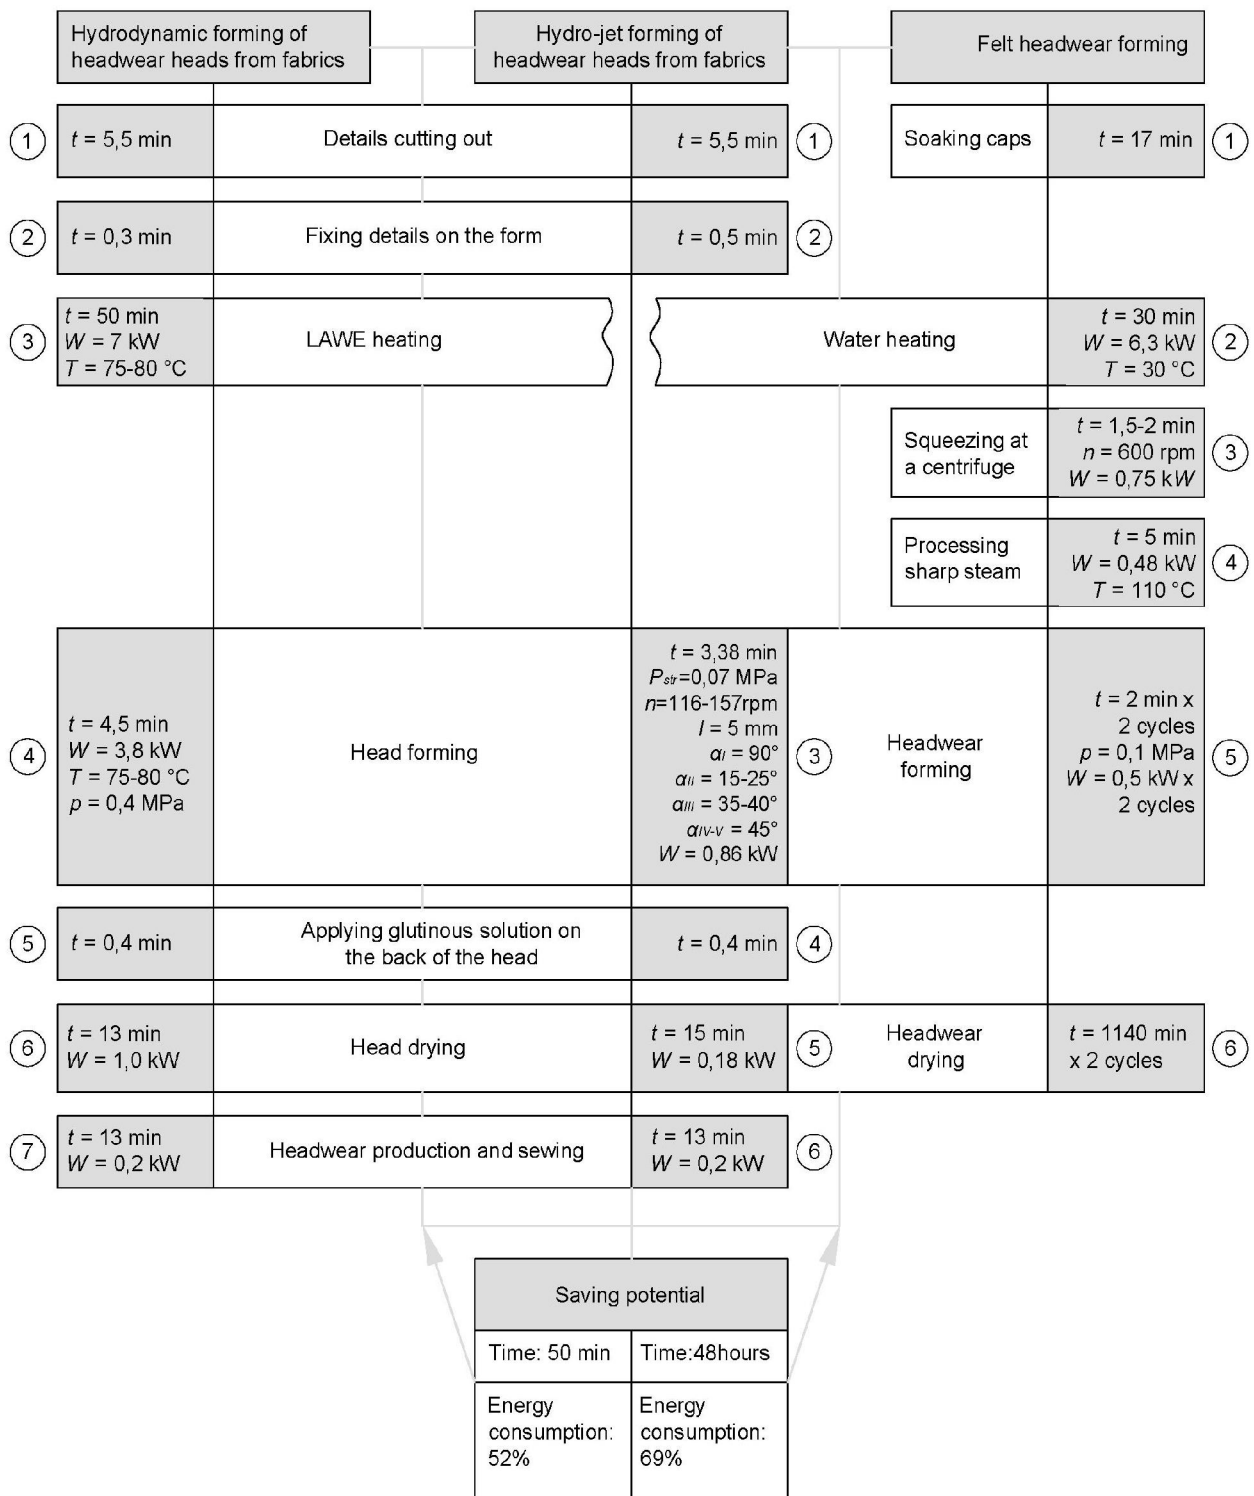 Hydrodynamic forming of
headwear heads from fabrics
Hydro-jet forming of
headwear heads from fabrics
Felt headwear forming
1
t = 5,5 min
Details cutting out
t = 5,5 min
1
Soaking caps
t = 17 min
1
2
t = 0,3 min
Fixing details on the form
t = 0,5 min
2
3
t = 50 min
W = 7 kW
T = 75-80 °C
LAWE heating
Water heating
t = 30 min
W = 6,3 kW
T = 30 °C
2
Squeezing at
a centrifuge
t = 1,5-2 min
n = 600 rpm
W = 0,75 kW
3
Processing
sharp steam
t = 5 min
W = 0,48 kW
T = 110 °C
4
4
t = 4,5 min
W = 3,8 kW
T = 75-80 °C
p = 0,4 MPa
Head forming
t = 3,38 min
Pstr=0,07 MPa
n=116-157rpm
l = 5 mm
αI = 90°
αII = 15-25°
αIII = 35-40°
αIV-V = 45°
W = 0,86 kW
3
Headwear
forming
t = 2 min x
2 cycles
p = 0,1 MPa
W = 0,5 kW x
2 cycles
5
5
t = 0,4 min
Applying glutinous solution on
the back of the head
t = 0,4 min
4
6
t = 13 min
W = 1,0 kW
Head drying
t = 15 min
W = 0,18 kW
5
Headwear
drying
t = 1140 min
x 2 cycles
6
7
t = 13 min
W = 0,2 kW
Headwear production and sewing
t = 13 min
W = 0,2 kW
6
Saving potential
Time: 50 min
Time:48hours
Energy
consumption:
52%
Energy
consumption:
69%